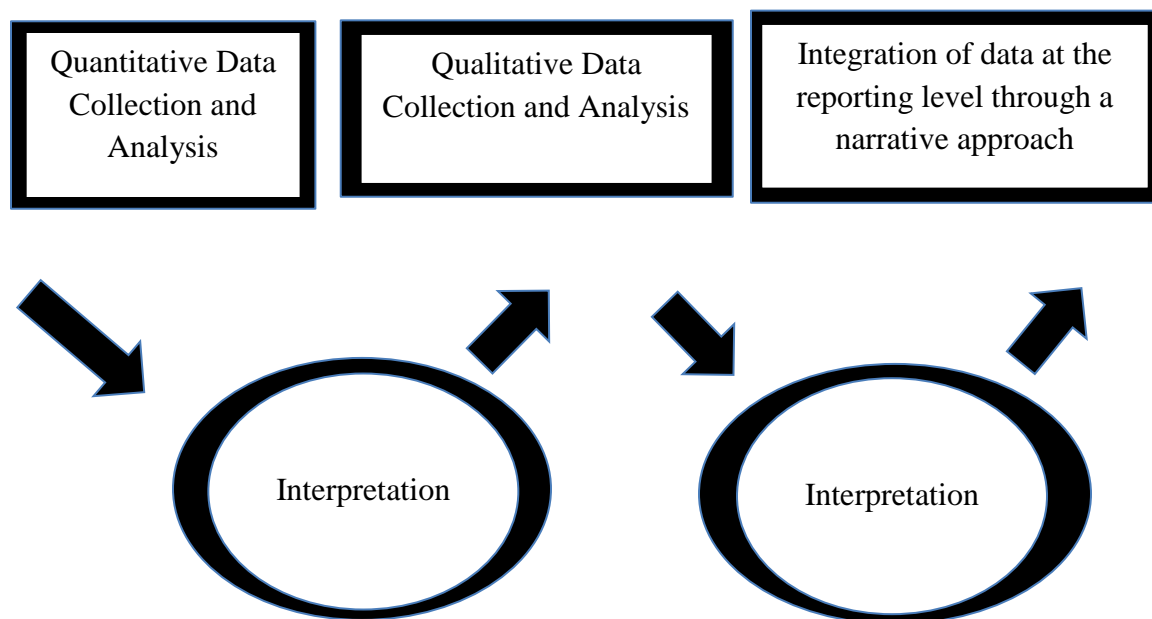 Quantitative Data
Collection and
Analysis
Qualitative Data
Collection and Analysis
Integration of data at the
reporting level through a
narrative approach
Interpretation
Interpretation